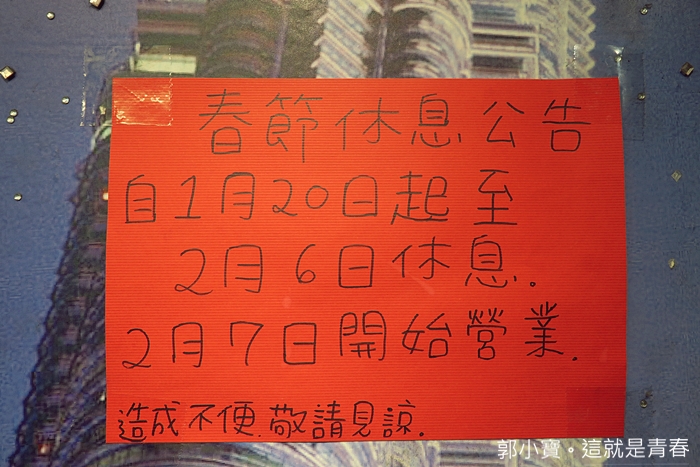 春節休息公告
自1月20日起至
2月6日休息.
2月7日開始營業.
造成不便.敬請見諒.
郭小寶。這就是青春